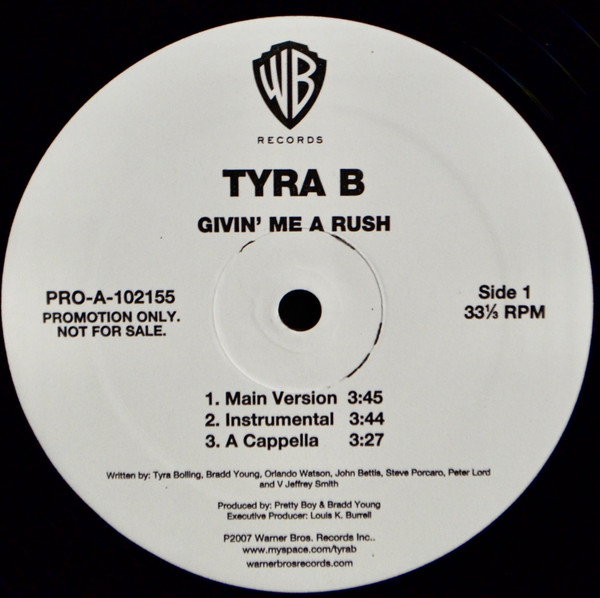 WB
RECORDS
TYRA B
GIVIN' ME A RUSH
PRO-A-102155
PROMOTION ONLY.
NOT FOR SALE.
Side 1
33⅓ RPM
1. Main Version 3:45
2. Instrumental 3:44
3. A Cappella 3:27
Written by: Tyra Bolling, Bradd Young, Orlando Watson, John Bettis, Steve Porcaro, Peter Lord
and V Jeffrey Smith
Produced by: Pretty Boy & Bradd Young
Executive Producer: Louis K. Burrell
P2007 Warner Bros. Records Inc..
www.myspace.com/tyrab
warnerbrosrecords.com